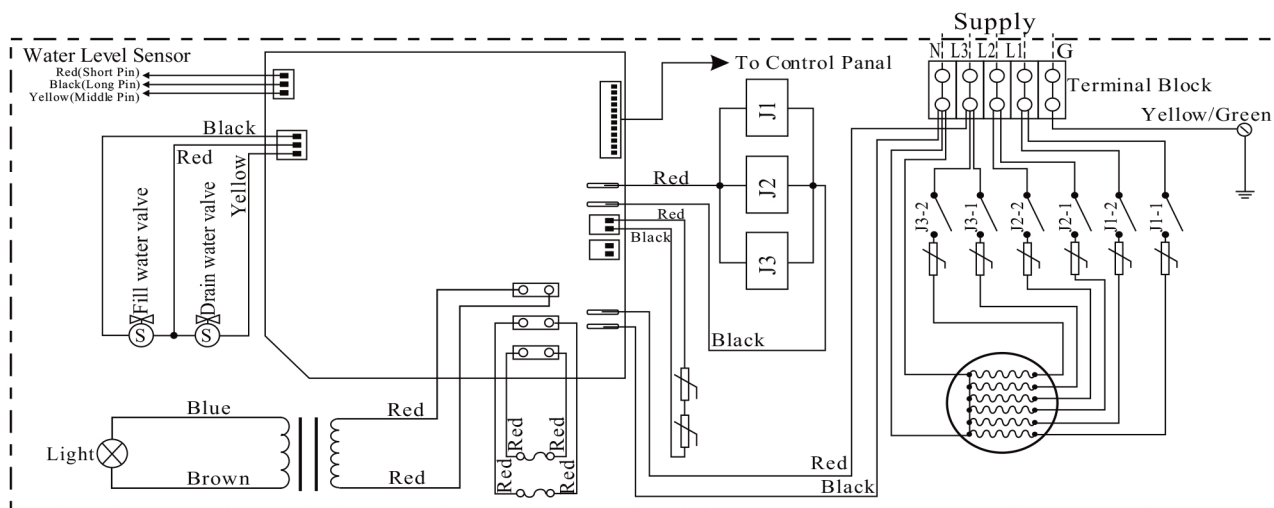 Supply
N L3 L2 L1 G
Terminal Block
Yellow/Green
Water Level Sensor
Red(Short Pin)
Black(Long Pin)
Yellow(Middle Pin)
To Control Panal
Black
Red
Yellow
Fill water valve
Drain water valve
S
S
Red
J1
J2
J3
Red
Black
Black
J3-2
J3-1
J2-2
J2-1
J1-2
J1-1
Blue
Brown
Light
Red
Red
Red
Red
Red
Red
Red
Black